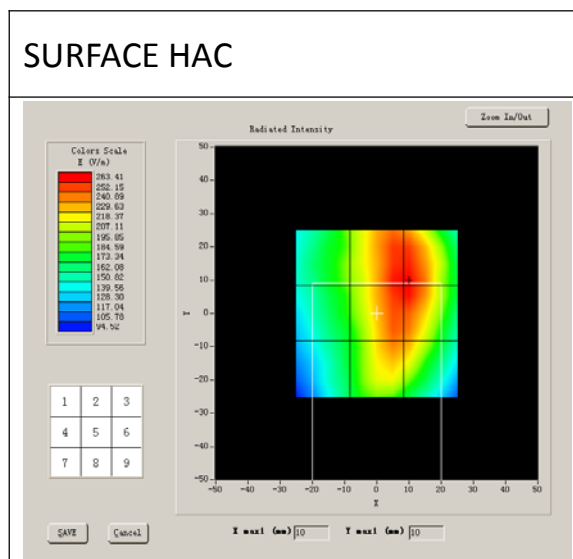 SURFACE HAC
Zoom In/Out
Radiated Intensity
Colors Scale
E (V/m)
263.41
252.15
240.89
229.63
218.37
207.11
195.85
184.59
173.34
162.08
150.82
139.56
128.30
117.04
105.78
94.52
50
40
30
20
10
0
-10
-20
-30
-40
-50
Y
-50 -40 -30 -20 -10 0 10 20 30 40 50
X
1 2 3
4 5 6
7 8 9
SAVE Cancel
X maxi (mm) 10 Y maxi (mm) 10